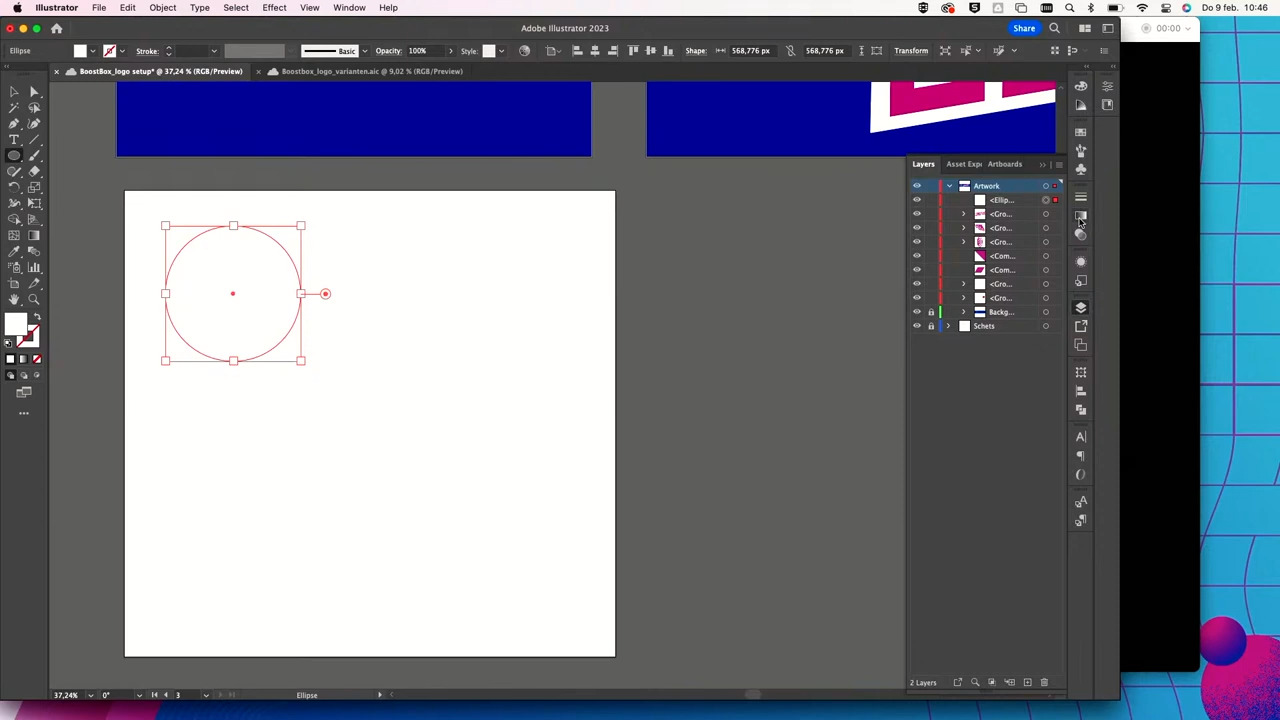 Illustrator File Edit Object Type Select Effect View Window Help Do 9 feb. 10:46
Adobe Illustrator 2023
Share
00:00
Ellipse Stroke: Basic Opacity: 100% Style: Shape: 568,776 px 568,776 px Transform
× BoostBox_logo setup* @ 37,24 % (RGB/Preview) × Boostbox_logo_varianten.aic @ 9,02 % (RGB/Preview)
Layers Asset Expo Artboards
Artwork
<Ellip...
<Gro...
<Gro...
<Gro...
<Com...
<Com...
<Gro...
<Gro...
Backg...
Schets
2 Layers
37,24% 0° 3 Ellipse